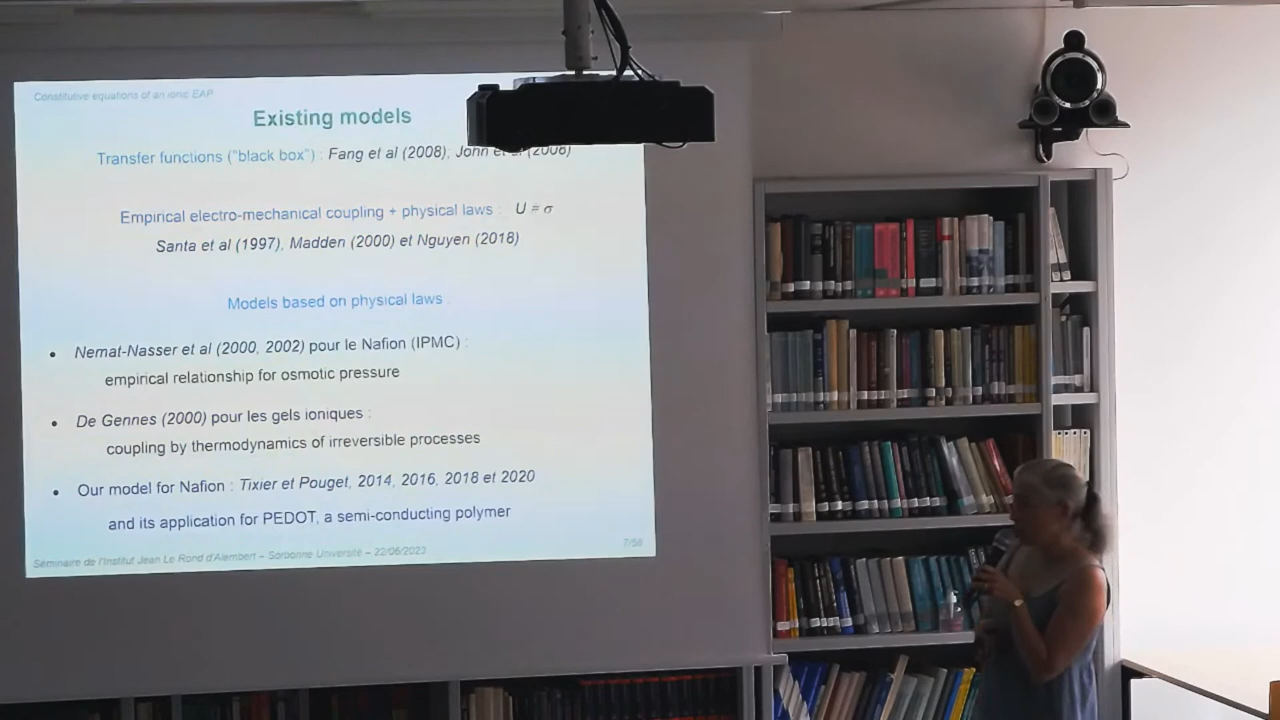 Constitutive equations of an ionic EAP
Existing models
Transfer functions ("black box") : Fang et al (2008), John et al (2008)
Empirical electro-mechanical coupling + physical laws : U = σ
Santa et al (1997), Madden (2000) et Nguyen (2018)
Models based on physical laws :
• Nemat-Nasser et al (2000, 2002) pour le Nafion (IPMC) :
empirical relationship for osmotic pressure
• De Gennes (2000) pour les gels ioniques :
coupling by thermodynamics of irreversible processes
• Our model for Nafion : Tixier et Pouget, 2014, 2016, 2018 et 2020
and its application for PEDOT, a semi-conducting polymer
Séminaire de l'Institut Jean Le Rond d'Alembert – Sorbonne Université – 22/06/2023
7/58